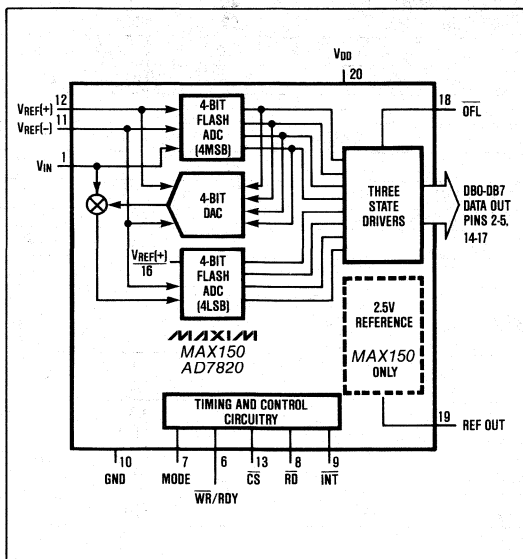 VDD
20
12
VREF(+)
11
VREF(-)
1
VIN
4-BIT
FLASH
ADC
(4MSB)
4-BIT
DAC
VREF(+)
16
4-BIT
FLASH
ADC
(4LSB)
THREE
STATE
DRIVERS
18
OFL
DB0-DB7
DATA OUT
PINS 2-5,
14-17
MAXIM
MAX150
AD7820
2.5V
REFERENCE
MAX150
ONLY
19
REF OUT
TIMING AND CONTROL
CIRCUITRY
10
GND
7
MODE
6
WR/RDY
13
CS
8
RD
9
INT